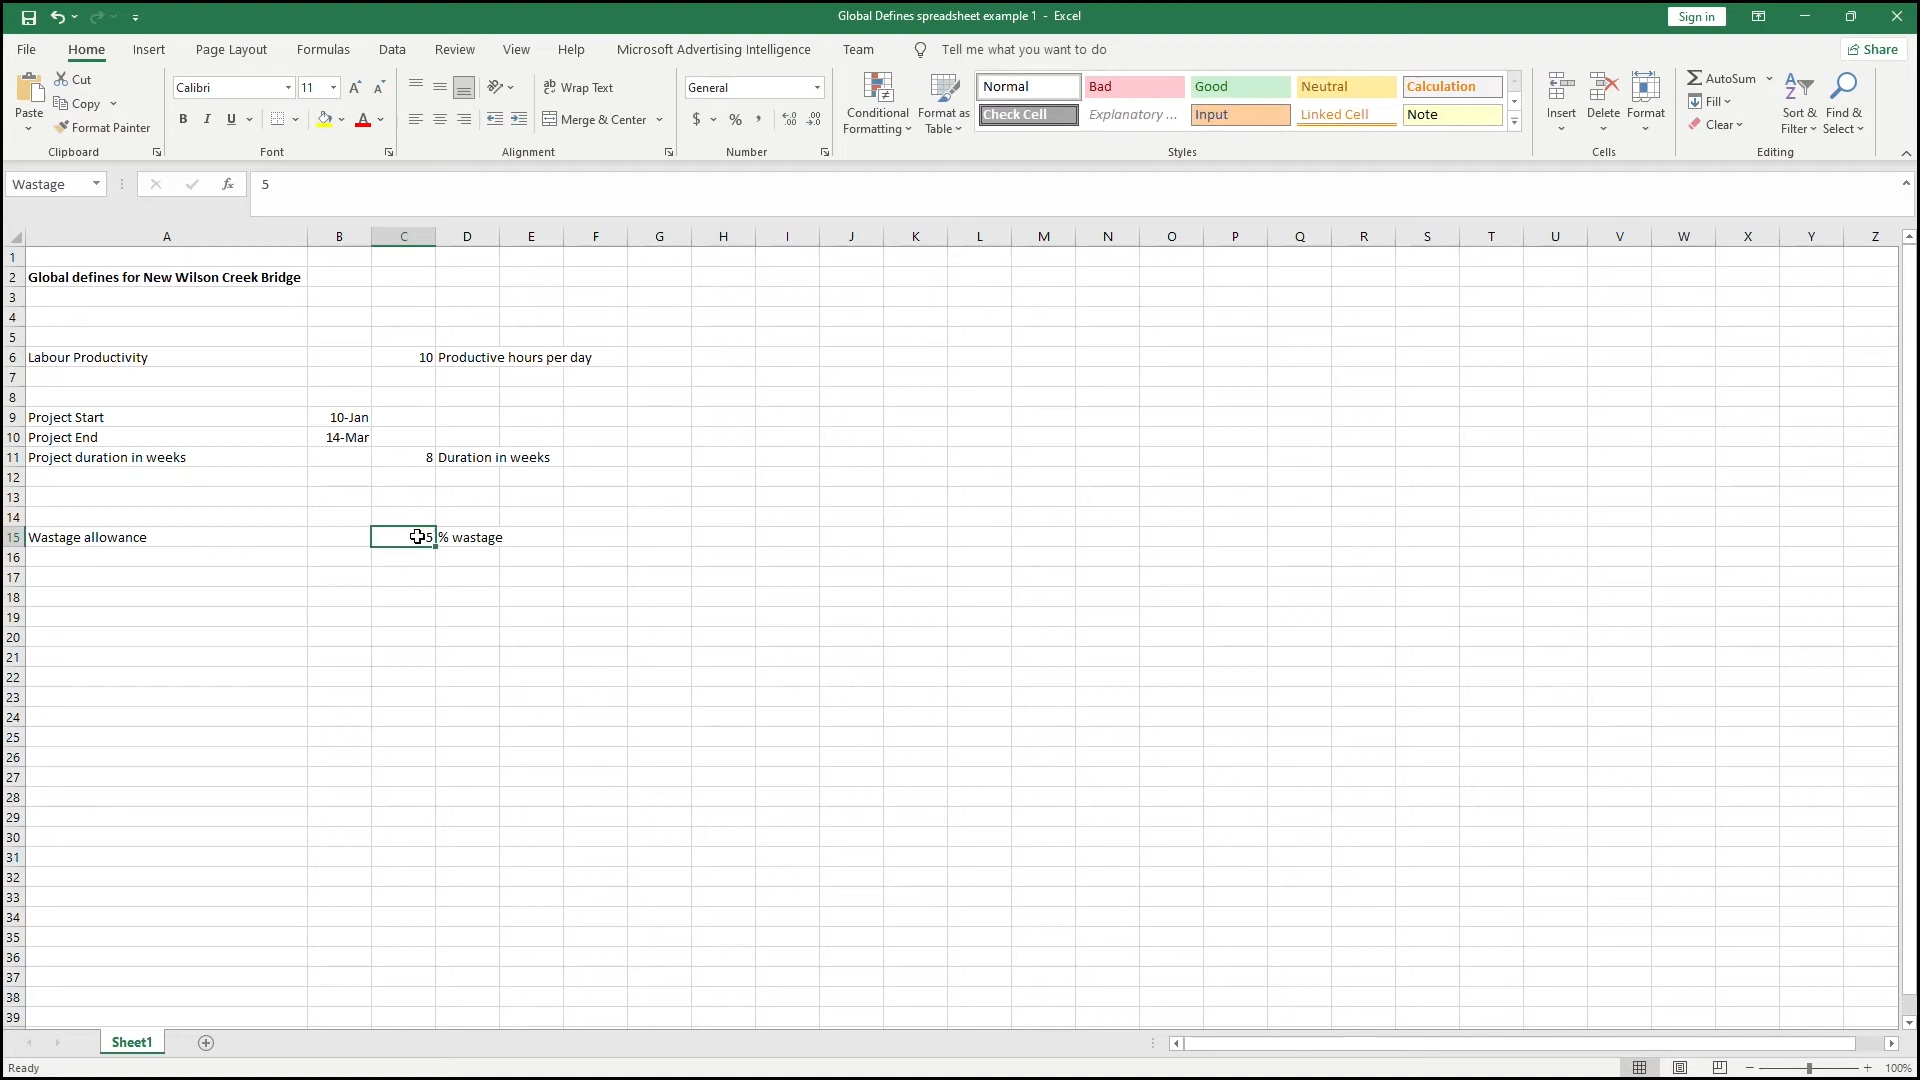 Global Defines spreadsheet example 1 - Excel
Sign in
File Home Insert Page Layout Formulas Data Review View Help Microsoft Advertising Intelligence Team Tell me what you want to do Share
Paste Cut Copy Format Painter Clipboard
Calibri 11 B I U Font
Wrap Text Merge & Center Alignment
General $ % Number
Conditional Formatting Format as Table
Normal Bad Good Neutral Calculation
Check Cell Explanatory ... Input Linked Cell Note
Styles
Insert Delete Format Cells
AutoSum Fill Clear Sort & Filter Find & Select Editing
Wastage fx 5
A B C D E F G H I J K L M N O P Q R S T U V W X Y Z
1
2 Global defines for New Wilson Creek Bridge
3
4
5
6 Labour Productivity 10 Productive hours per day
7
8
9 Project Start 10-Jan
10 Project End 14-Mar
11 Project duration in weeks 8 Duration in weeks
12
13
14
15 Wastage allowance 5 % wastage
16
17
18
19
20
21
22
23
24
25
26
27
28
29
30
31
32
33
34
35
36
37
38
39
Sheet1
Ready 100%